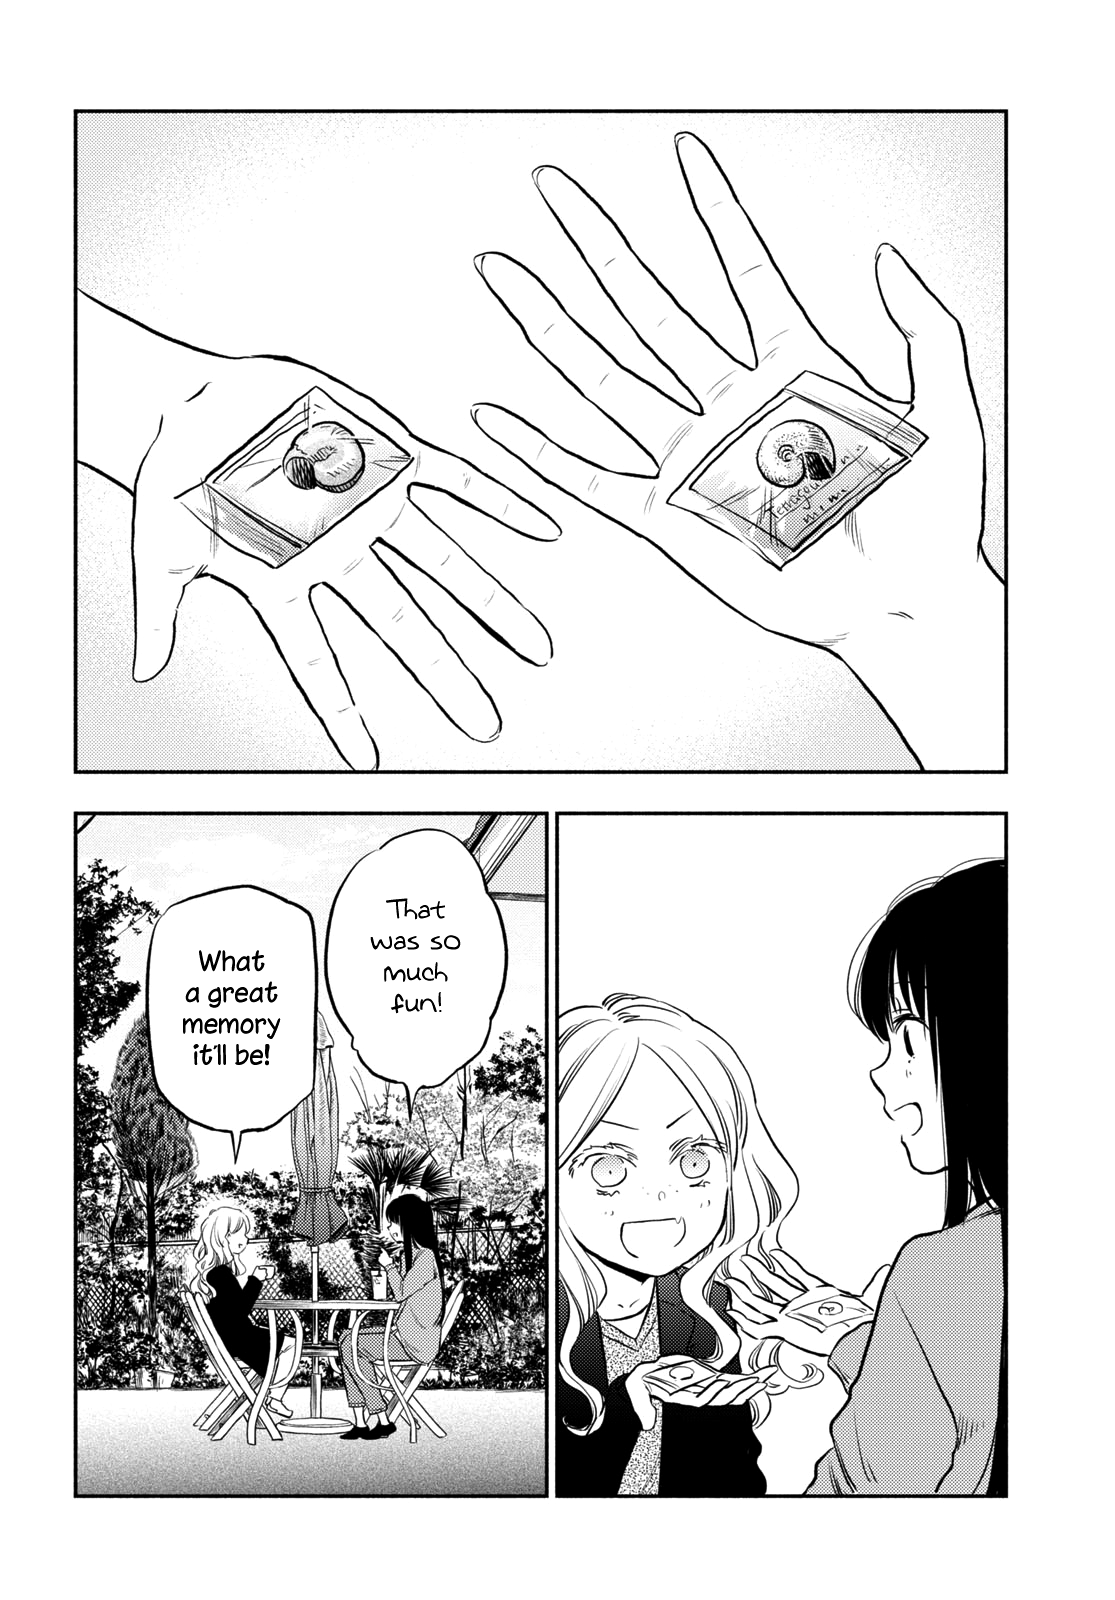 That
was so
much
fun!
What
a great
memory
it'll be!